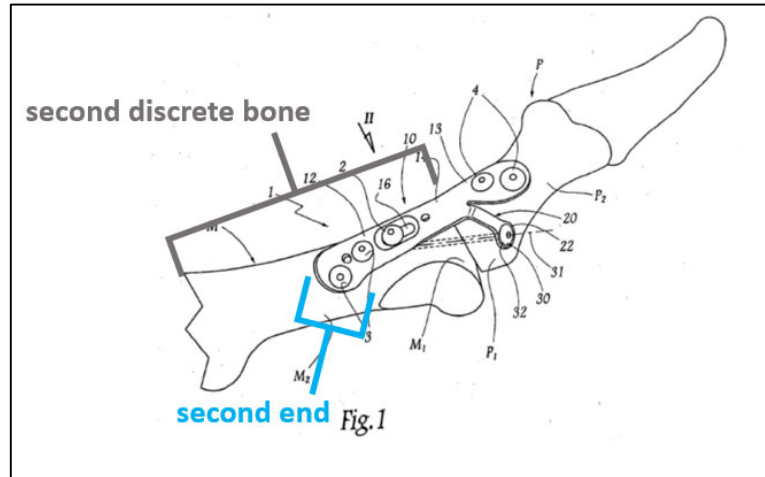 P
4
second discrete bone
II
13
10
14
2
12
16
1
M
P₂
20
22
31
30
32
3
M₁
P₁
M₂
second end
Fig.1